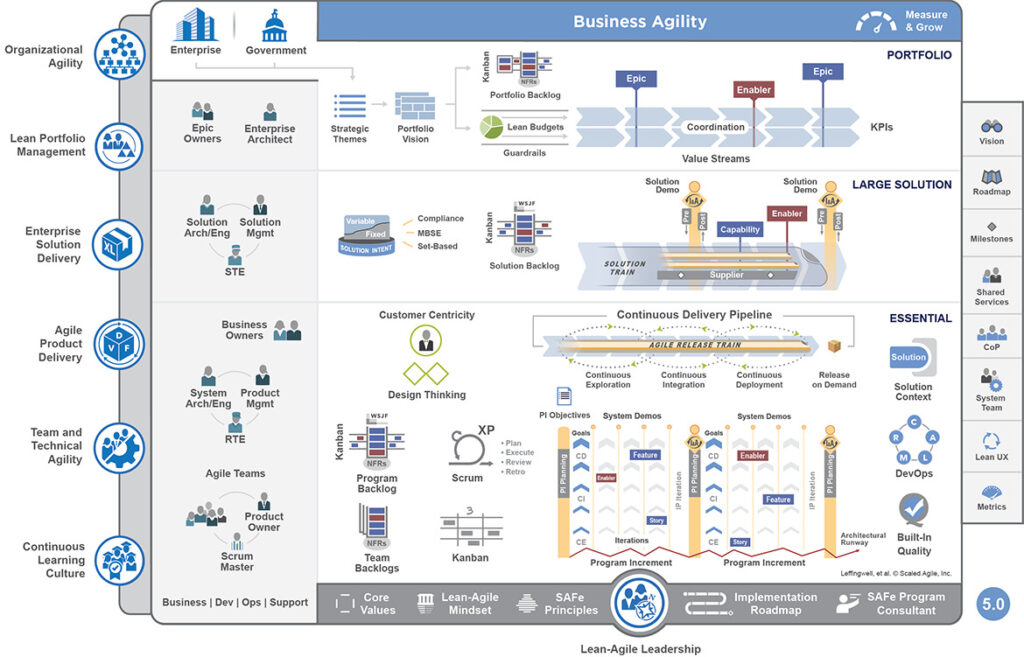 Business Agility
Measure
& Grow
Enterprise
Government
Organizational
Agility
Lean Portfolio
Management
Enterprise
Solution
Delivery
Agile
Product
Delivery
Team and
Technical
Agility
Continuous
Learning
Culture
PORTFOLIO
Epic
Owners
Enterprise
Architect
Strategic
Themes
Portfolio
Vision
Kanban
NFRs
Portfolio Backlog
Lean Budgets
Guardrails
Epic
Enabler
Epic
Coordination
KPIs
Value Streams
LARGE SOLUTION
Solution
Arch/Eng
Solution
Mgmt
STE
Variable
Fixed
SOLUTION INTENT
Compliance
MBSE
Set-Based
Kanban
WSJF
NFRs
Solution Backlog
Solution
Demo
I&A
Pre
Post
Capability
Enabler
Solution
Demo
I&A
Pre
Post
SOLUTION
TRAIN
Supplier
ESSENTIAL
Business
Owners
System
Arch/Eng
Product
Mgmt
RTE
Agile Teams
Product
Owner
Scrum
Master
Business | Dev | Ops | Support
Customer Centricity
Design Thinking
Kanban
WSJF
NFRs
Program
Backlog
XP
• Plan
• Execute
• Review
• Retro
Scrum
NFRs
Team
Backlogs
3
Kanban
Continuous Delivery Pipeline
AGILE RELEASE TRAIN
Continuous
Exploration
Continuous
Integration
Continuous
Deployment
Release
on Demand
PI Objectives
System Demos
System Demos
Goals
Goals
PI Planning
CD
CI
CE
Enabler
Feature
Story
IP Iteration
I&A
PI Planning
CD
CI
CE
Enabler
Feature
Story
IP Iteration
I&A
Iterations
Program Increment
Program Increment
Architectural
Runway
Solution
Solution
Context
C
A
L
M
R
DevOps
Built-In
Quality
Leffingwell, et al. © Scaled Agile, Inc.
Vision
Roadmap
Milestones
Shared
Services
CoP
System
Team
Lean UX
Metrics
Core
Values
Lean-Agile
Mindset
SAFe
Principles
Implementation
Roadmap
SAFe Program
Consultant
Lean-Agile Leadership
5.0
XL
D
V
F